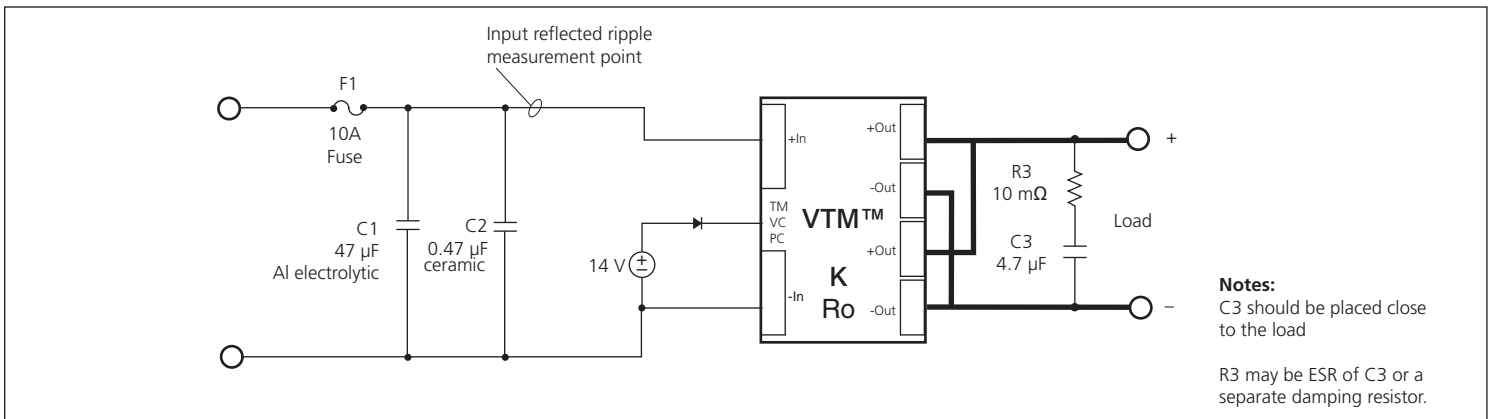 Input reflected ripple
measurement point
F1
10A
Fuse
C1
47 µF
Al electrolytic
C2
0.47 µF
ceramic
14 V
+In
TM
VC
PC
-In
VTM™
K
Ro
+Out
-Out
+Out
-Out
R3
10 mΩ
C3
4.7 µF
Load
+
–
Notes:
C3 should be placed close
to the load
R3 may be ESR of C3 or a
separate damping resistor.